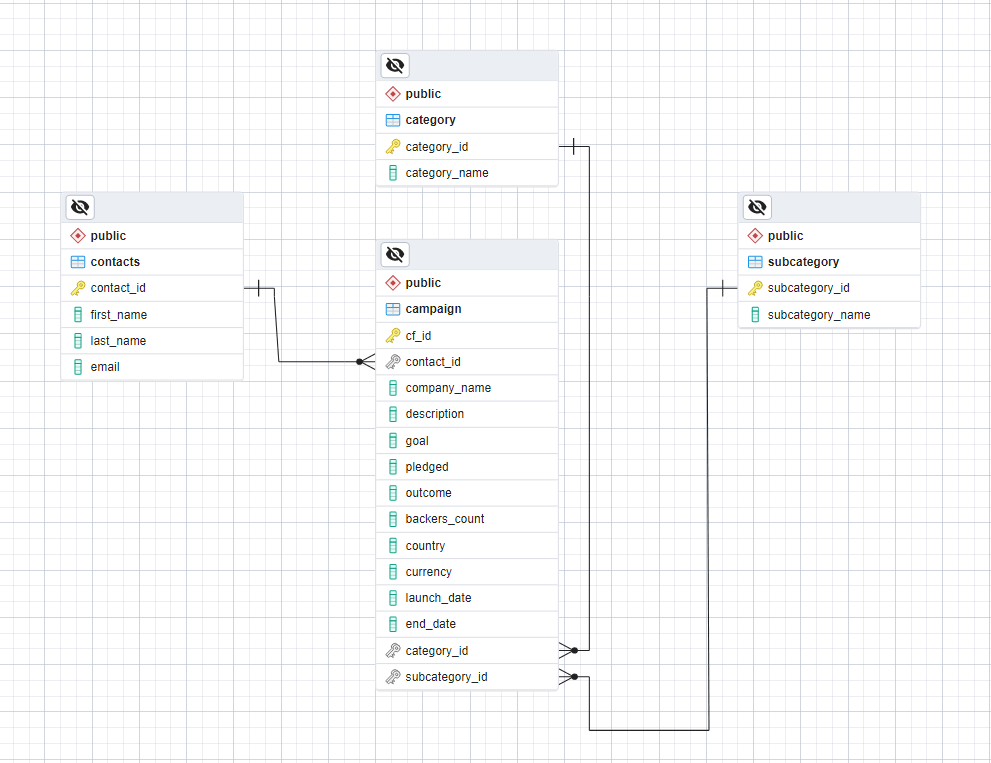 public
category
category_id
category_name
public
contacts
contact_id
first_name
last_name
email
public
campaign
cf_id
contact_id
company_name
description
goal
pledged
outcome
backers_count
country
currency
launch_date
end_date
category_id
subcategory_id
public
subcategory
subcategory_id
subcategory_name